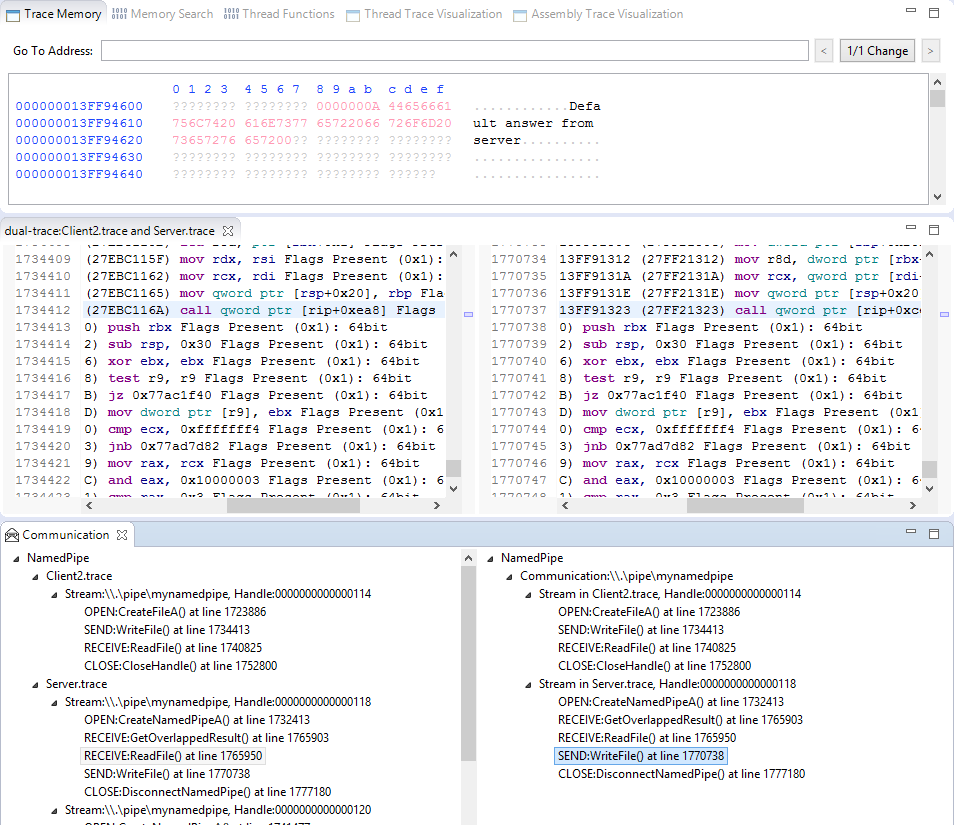 Trace Memory Memory Search Thread Functions Thread Trace Visualization Assembly Trace Visualization
Go To Address: < 1/1 Change >
0 1 2 3 4 5 6 7 8 9 a b c d e f
000000013FF94600 ???????? ???????? 0000000A 44656661 ............Defa
000000013FF94610 756C7420 616E7377 65722066 726F6D20 ult answer from
000000013FF94620 73657276 657200?? ???????? ???????? server..........
000000013FF94630 ???????? ???????? ???????? ???????? ................
000000013FF94640 ???????? ???????? ???????? ?????? ................
dual-trace:Client2.trace and Server.trace
1734409 (27EBC115F) mov rdx, rsi Flags Present (0x1):
1734410 (27EBC1162) mov rcx, rdi Flags Present (0x1):
1734411 (27EBC1165) mov qword ptr [rsp+0x20], rbp Fla
1734412 (27EBC116A) call qword ptr [rip+0xea8] Flags
1734413 0) push rbx Flags Present (0x1): 64bit
1734414 2) sub rsp, 0x30 Flags Present (0x1): 64bit
1734415 6) xor ebx, ebx Flags Present (0x1): 64bit
1734416 8) test r9, r9 Flags Present (0x1): 64bit
1734417 B) jz 0x77ac1f40 Flags Present (0x1): 64bit
1734418 D) mov dword ptr [r9], ebx Flags Present (0x1
1734419 0) cmp ecx, 0xfffffff4 Flags Present (0x1): 6
1734420 3) jnb 0x77ad7d82 Flags Present (0x1): 64bit
1734421 9) mov rax, rcx Flags Present (0x1): 64bit
1734422 C) and eax, 0x10000003 Flags Present (0x1): 6
1770734 13FF91312 (27FF21312) mov r8d, dword ptr [rbx-
1770735 13FF9131A (27FF2131A) mov rcx, qword ptr [rdi-
1770736 13FF9131E (27FF2131E) mov qword ptr [rsp+0x20
1770737 13FF91323 (27FF21323) call qword ptr [rip+0xc
1770738 0) push rbx Flags Present (0x1): 64bit
1770739 2) sub rsp, 0x30 Flags Present (0x1): 64bit
1770740 6) xor ebx, ebx Flags Present (0x1): 64bit
1770741 8) test r9, r9 Flags Present (0x1): 64bit
1770742 B) jz 0x77ac1f40 Flags Present (0x1): 64bit
1770743 D) mov dword ptr [r9], ebx Flags Present (0x1
1770744 0) cmp ecx, 0xfffffff4 Flags Present (0x1): 6
1770745 3) jnb 0x77ad7d82 Flags Present (0x1): 64bit
1770746 9) mov rax, rcx Flags Present (0x1): 64bit
1770747 C) and eax, 0x10000003 Flags Present (0x1): 6
Communication
NamedPipe
Client2.trace
Stream:\\.\pipe\mynamedpipe, Handle:0000000000000114
OPEN:CreateFileA() at line 1723886
SEND:WriteFile() at line 1734413
RECEIVE:ReadFile() at line 1740825
CLOSE:CloseHandle() at line 1752800
Server.trace
Stream:\\.\pipe\mynamedpipe, Handle:0000000000000118
OPEN:CreateNamedPipeA() at line 1732413
RECEIVE:GetOverlappedResult() at line 1765903
RECEIVE:ReadFile() at line 1765950
SEND:WriteFile() at line 1770738
CLOSE:DisconnectNamedPipe() at line 1777180
Stream:\\.\pipe\mynamedpipe, Handle:0000000000000120
NamedPipe
Communication:\\.\pipe\mynamedpipe
Stream in Client2.trace, Handle:0000000000000114
OPEN:CreateFileA() at line 1723886
SEND:WriteFile() at line 1734413
RECEIVE:ReadFile() at line 1740825
CLOSE:CloseHandle() at line 1752800
Stream in Server.trace, Handle:0000000000000118
OPEN:CreateNamedPipeA() at line 1732413
RECEIVE:GetOverlappedResult() at line 1765903
RECEIVE:ReadFile() at line 1765950
SEND:WriteFile() at line 1770738
CLOSE:DisconnectNamedPipe() at line 1777180